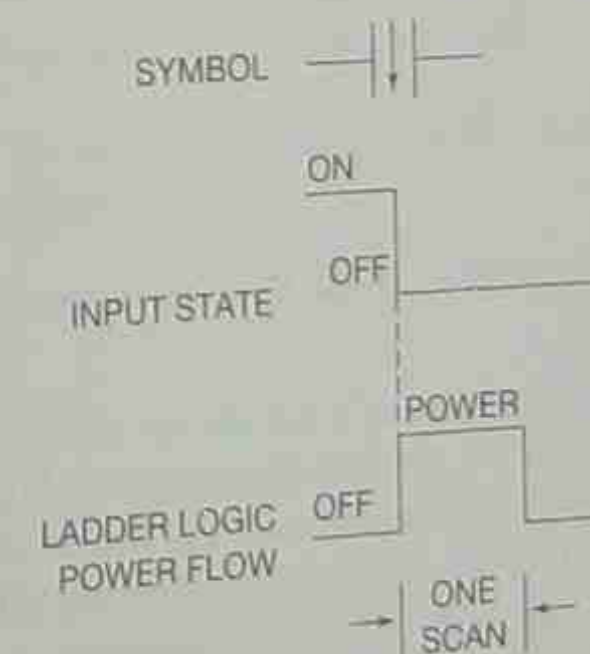 SYMBOL
ON
OFF
INPUT STATE
POWER
OFF
LADDER LOGIC
POWER FLOW
ONE
SCAN